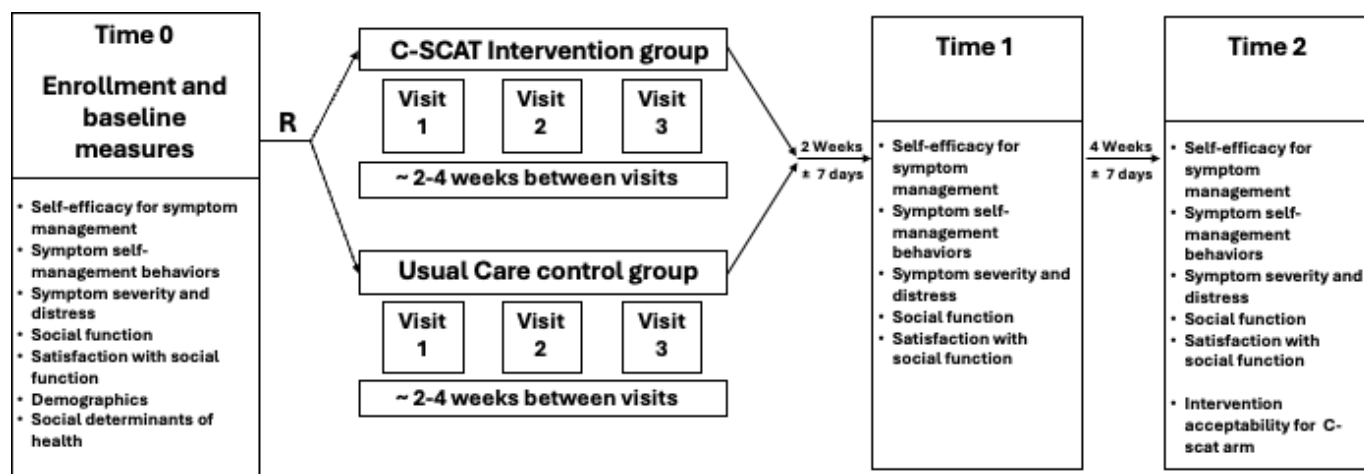 Time 0
Enrollment and
baseline
measures
• Self-efficacy for symptom
management
• Symptom self-
management behaviors
• Symptom severity and
distress
• Social function
• Satisfaction with social
function
• Demographics
• Social determinants of
health
R
C-SCAT Intervention group
Visit
1
Visit
2
Visit
3
~ 2-4 weeks between visits
Usual Care control group
Visit
1
Visit
2
Visit
3
~ 2-4 weeks between visits
2 Weeks
± 7 days
Time 1
• Self-efficacy for
symptom
management
• Symptom self-
management
behaviors
• Symptom severity and
distress
• Social function
• Satisfaction with
social function
4 Weeks
± 7 days
Time 2
• Self-efficacy for
symptom
management
• Symptom self-
management
behaviors
• Symptom severity and
distress
• Social function
• Satisfaction with
social function
• Intervention
acceptability for C-
scat arm